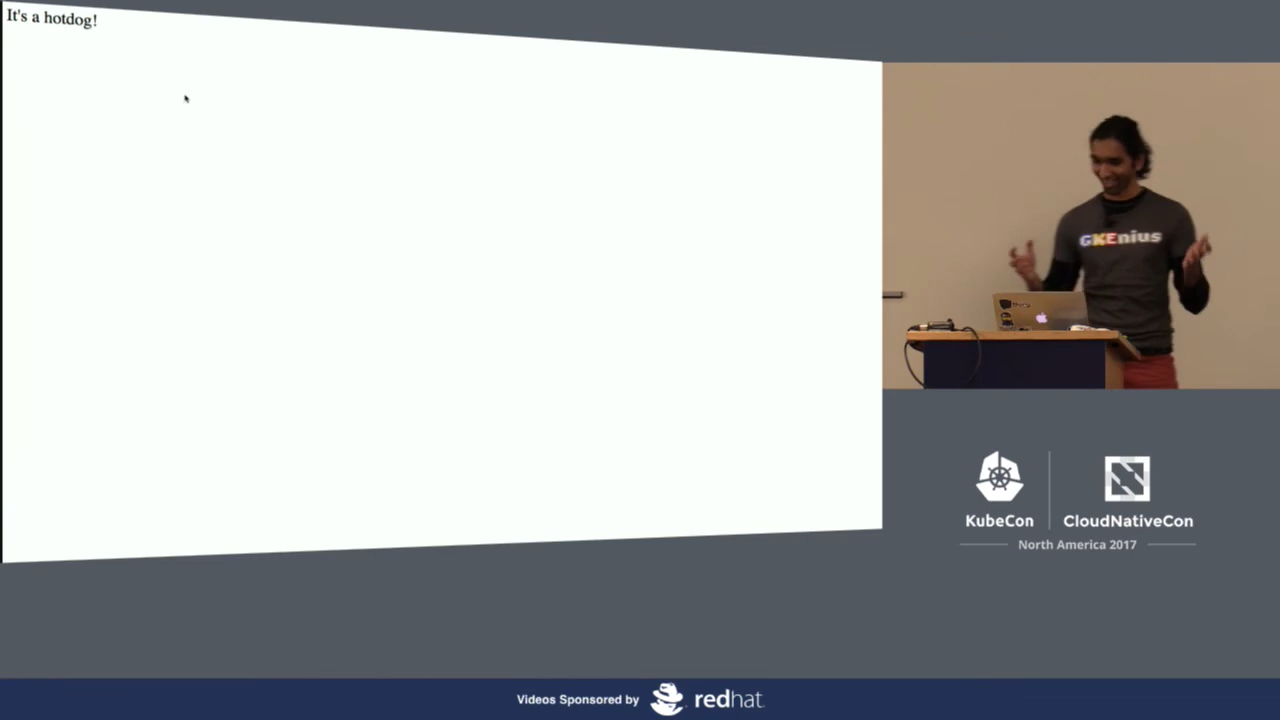 It's a hotdog!
GKEnius
KubeCon
CloudNativeCon
North America 2017
Videos Sponsored by
redhat.